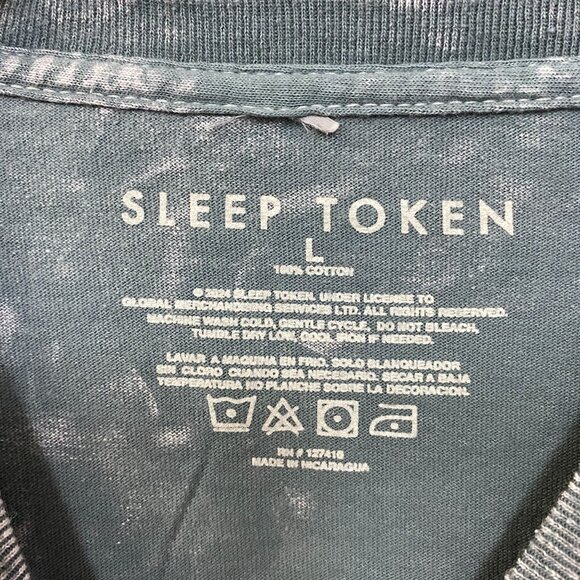 SLEEP TOKEN
L
100% COTTON
© 2024 SLEEP TOKEN. UNDER LICENSE TO
GLOBAL MERCHANDISING SERVICES LTD. ALL RIGHTS RESERVED.
MACHINE WASH COLD, GENTLE CYCLE, DO NOT BLEACH,
TUMBLE DRY LOW, COOL IRON IF NEEDED.
LAVAR A MAQUINA EN FRIO. SOLO BLANQUEADOR
SIN CLORO CUANDO SEA NECESARIO. SECAR A BAJA
TEMPERATURA NO PLANCHE SOBRE LA DECORACION.
RN # 137416
MADE IN NICARAGUA